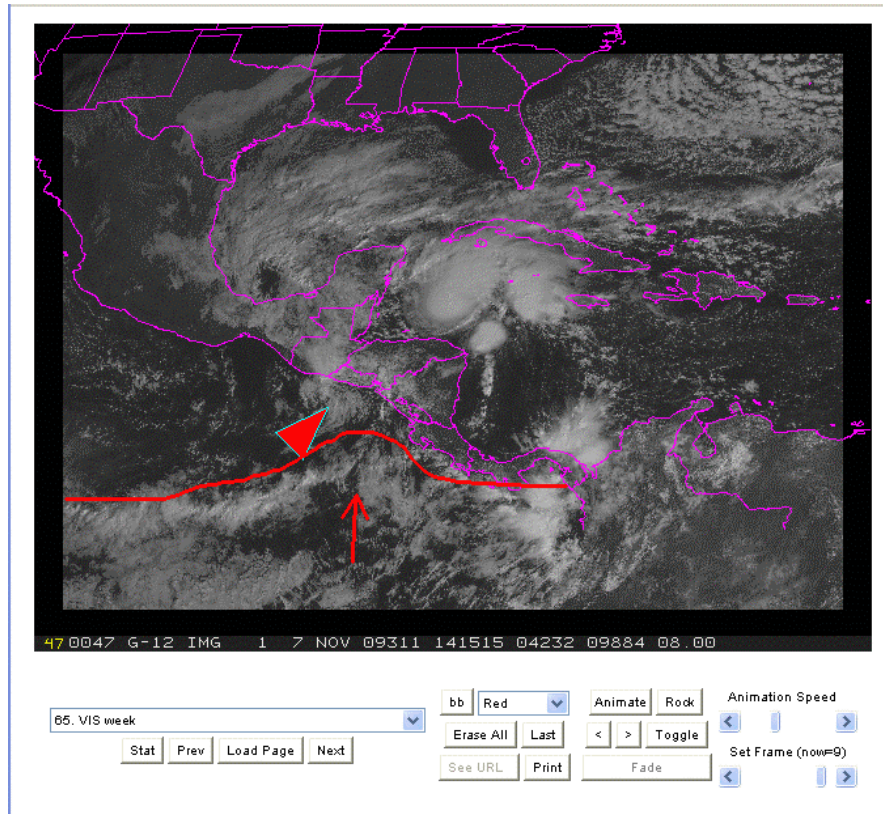 47 0047 G-12 IMG 1 7 NOV 09311 141515 04232 09884 08.00
65. VIS week
Stat Prev Load Page Next
bb Red
Erase All Last
See URL Print
Animate Rock
< > Toggle
Fade
Animation Speed
Set Frame (now=9)